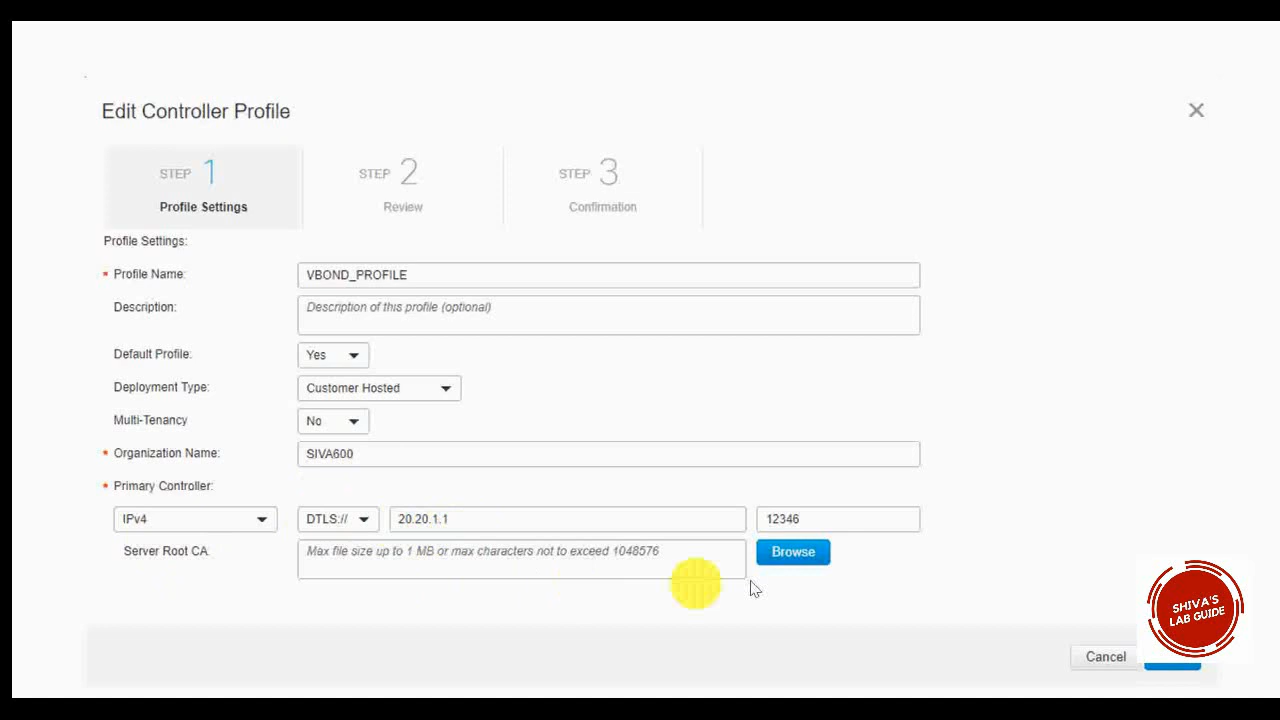 Edit Controller Profile
STEP 1
Profile Settings
STEP 2
Review
STEP 3
Confirmation
Profile Settings:
* Profile Name: VBOND_PROFILE
Description: Description of this profile (optional)
Default Profile: Yes
Deployment Type: Customer Hosted
Multi-Tenancy No
* Organization Name: SIVA600
* Primary Controller:
IPv4 DTLS:// 20.20.1.1 12346
Server Root CA: Max file size up to 1 MB or max characters not to exceed 1048576 Browse
SHIVA'S
LAB GUIDE
Cancel